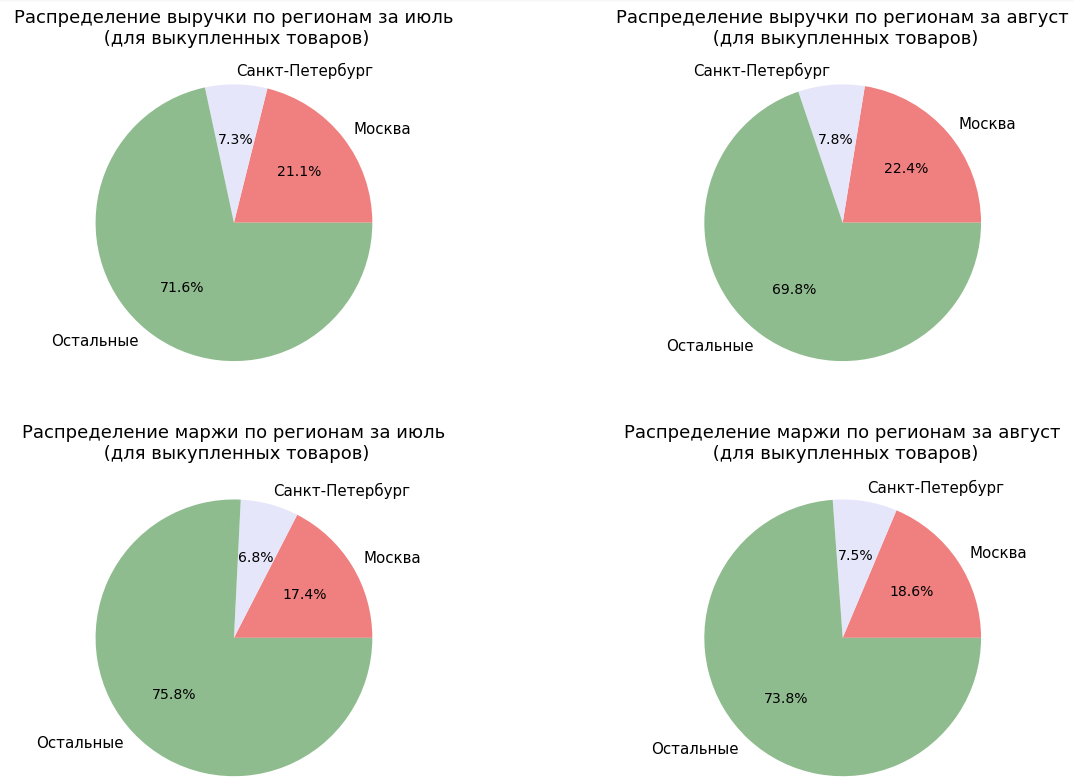 Распределение выручки по регионам за июль
(для выкупленных товаров)
Санкт-Петербург
Москва
7.3%
21.1%
71.6%
Остальные
Распределение выручки по регионам за август
(для выкупленных товаров)
Санкт-Петербург
Москва
7.8%
22.4%
69.8%
Остальные
Распределение маржи по регионам за июль
(для выкупленных товаров)
Санкт-Петербург
Москва
6.8%
17.4%
75.8%
Остальные
Распределение маржи по регионам за август
(для выкупленных товаров)
Санкт-Петербург
Москва
7.5%
18.6%
73.8%
Остальные